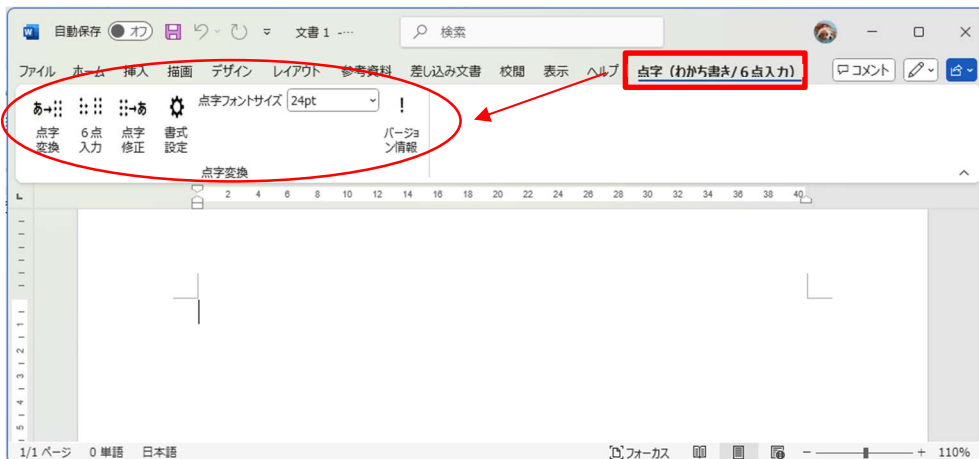 自動保存 オフ 文書 1 -… 検索
ファイル ホーム 挿入 描画 デザイン レイアウト 参考資料 差し込み文書 校閲 表示 ヘルプ 点字（わかち書き/６点入力） コメント
あ→ 点字フォントサイズ 24pt !
点字 ６点 点字 書式 バージョ
変換 入力 修正 設定 ン情報
点字変換
2 4 6 8 10 12 14 16 18 20 22 24 26 28 30 32 34 36 38 40
1
2
3
4
5
1/1 ページ 0 単語 日本語 フォーカス 110%